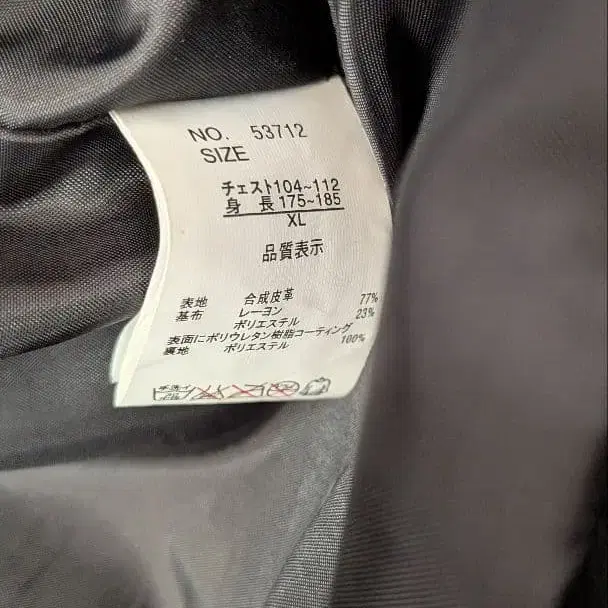 NO. 53712
SIZE
チェスト104~112
身 長175~185
XL
品質表示
表地 合成皮革
基布 レーヨン 77%
ポリエステル 23%
表面にポリウレタン樹脂コーティング
裏地 ポリエステル 100%
手洗イ